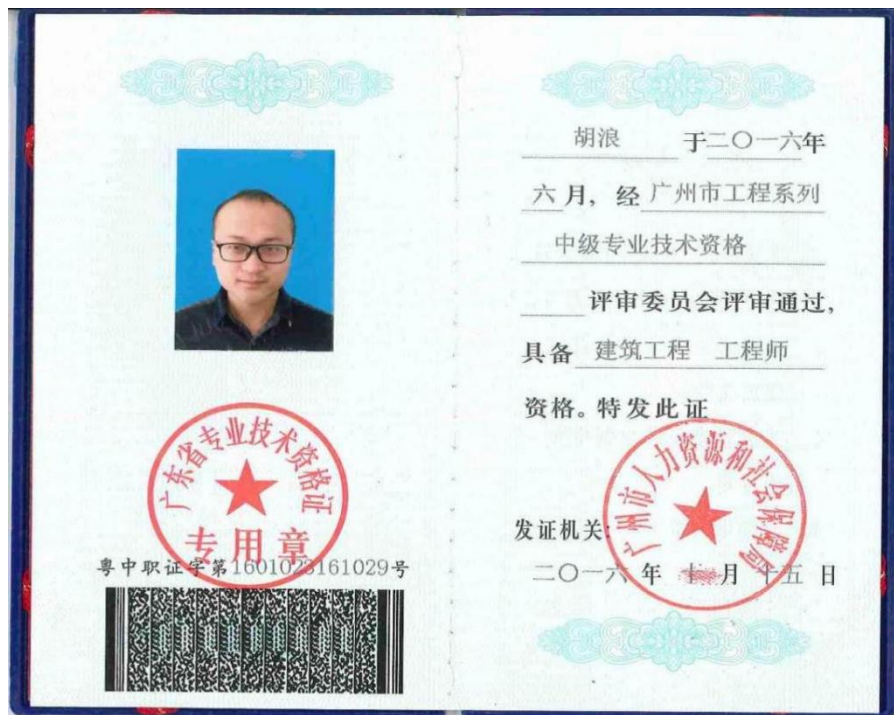 广东省专业技术资格证
专用章
粤中职证字第1601023161029号
胡浪 于二〇一六年
六月,经广州市工程系列
中级专业技术资格
评审委员会评审通过,
具备 建筑工程 工程师
资格。特发此证
广州市人力资源和社会保障局
发证机关:
二〇一六年 月 十五日